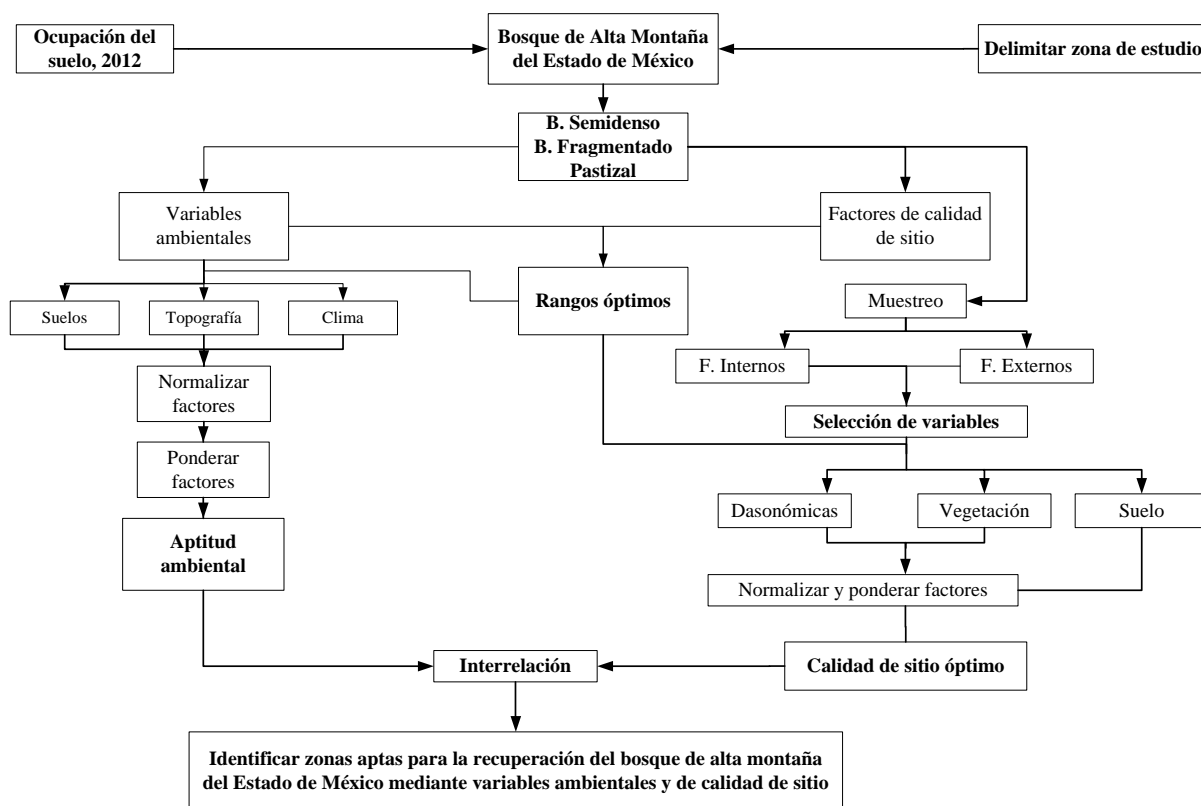 Ocupación del
suelo, 2012
Bosque de Alta Montaña
del Estado de México
Delimitar zona de estudio
B. Semidenso
B. Fragmentado
Pastizal
Variables
ambientales
Factores de calidad
de sitio
Rangos óptimos
Suelos
Topografía
Clima
Muestreo
F. Internos
F. Externos
Normalizar
factores
Selección de variables
Ponderar
factores
Dasonómicas
Vegetación
Suelo
Aptitud
ambiental
Normalizar y ponderar factores
Interrelación
Calidad de sitio óptimo
Identificar zonas aptas para la recuperación del bosque de alta montaña
del Estado de México mediante variables ambientales y de calidad de sitio